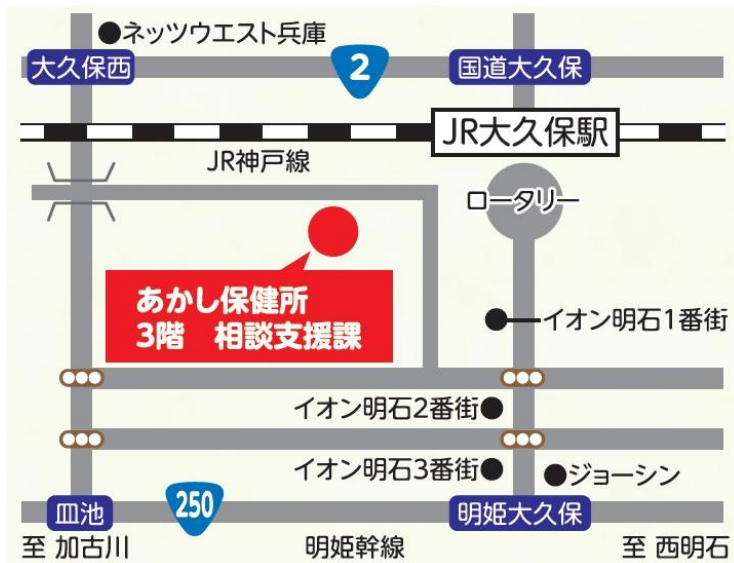 ●ネッツウエスト兵庫
大久保西
2
国道大久保
JR大久保駅
JR神戸線
ロータリー
あかし保健所
3階　相談支援課
イオン明石1番街
イオン明石2番街●
イオン明石3番街●
●ジョーシン
皿池
250
明姫大久保
至 加古川
明姫幹線
至 西明石